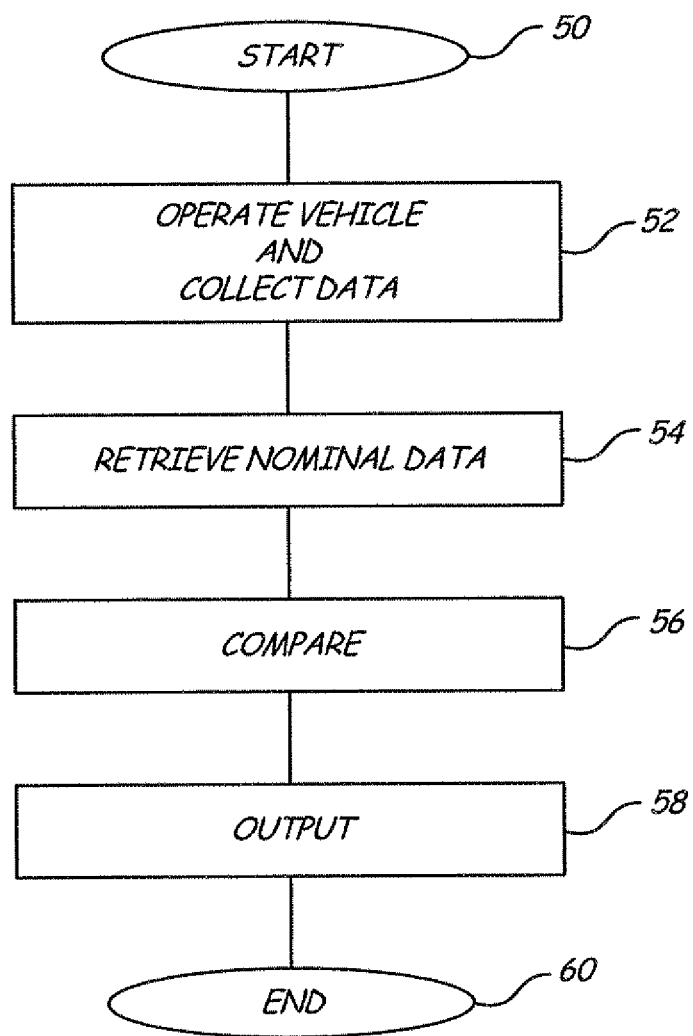 START
50
OPERATE VEHICLE
AND
COLLECT DATA
52
RETRIEVE NOMINAL DATA
54
COMPARE
56
OUTPUT
58
END
60